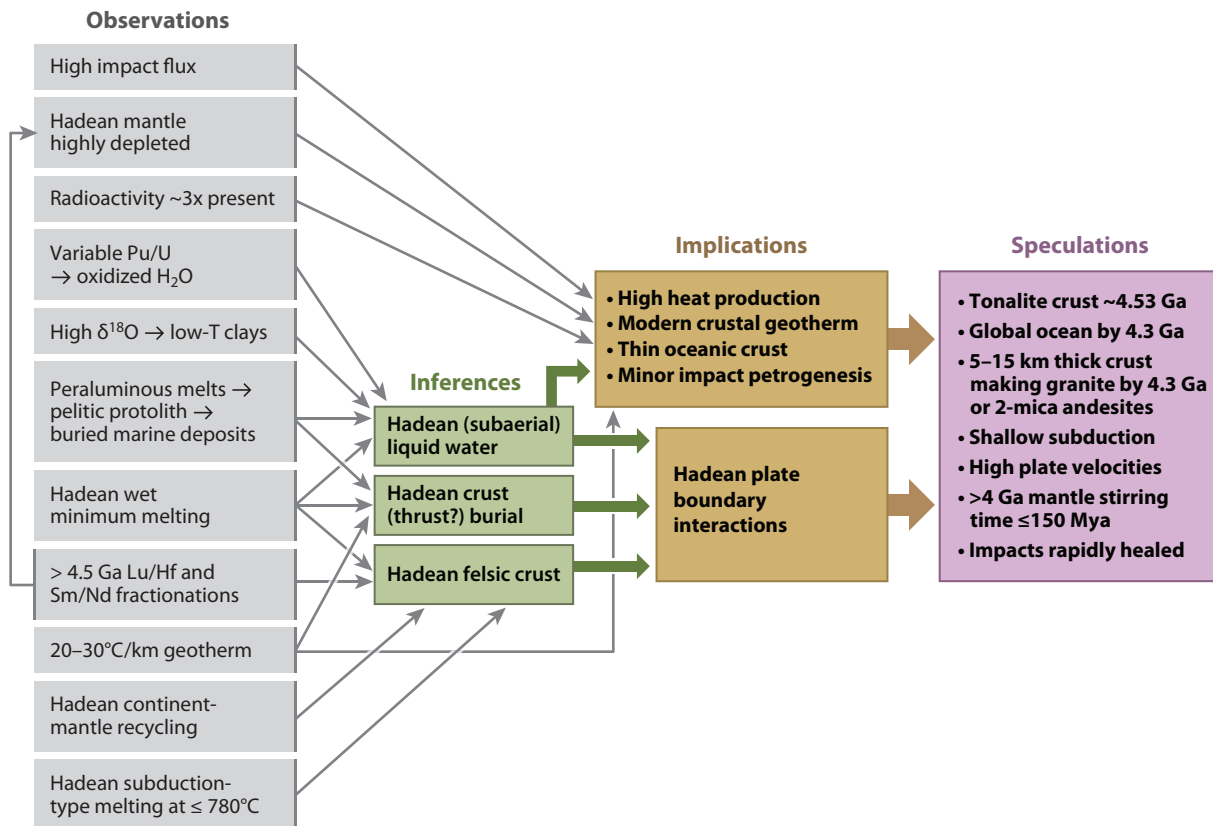 Observations
High impact flux
Hadean mantle
highly depleted
Radioactivity ~3x present
Variable Pu/U
→ oxidized H₂O
High δ¹⁸O → low-T clays
Peraluminous melts →
pelitic protolith →
buried marine deposits
Hadean wet
minimum melting
> 4.5 Ga Lu/Hf and
Sm/Nd fractionations
20–30°C/km geotherm
Hadean continent-
mantle recycling
Hadean subduction-
type melting at ≤ 780°C
Inferences
Hadean (subaerial)
liquid water
Hadean crust
(thrust?) burial
Hadean felsic crust
Implications
• High heat production
• Modern crustal geotherm
• Thin oceanic crust
• Minor impact petrogenesis
Hadean plate
boundary
interactions
Speculations
• Tonalite crust ~4.53 Ga
• Global ocean by 4.3 Ga
• 5–15 km thick crust
making granite by 4.3 Ga
or 2-mica andesites
• Shallow subduction
• High plate velocities
• >4 Ga mantle stirring
time ≤150 Mya
• Impacts rapidly healed